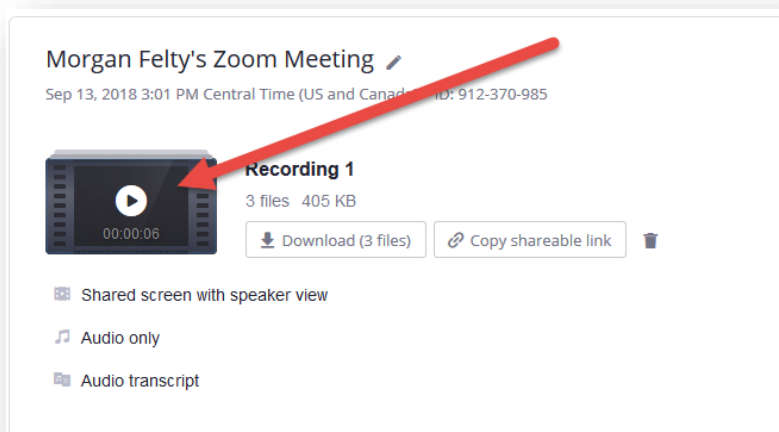 Morgan Felty's Zoom Meeting
Sep 13, 2018 3:01 PM Central Time (US and Canada) ID: 912-370-985
Recording 1
3 files 405 KB
00:00:06
Download (3 files) Copy shareable link
Shared screen with speaker view
Audio only
Audio transcript